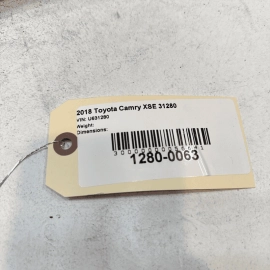 2018 Toyota Camry XSE 31280
VIN: U631280
Weight:
Dimensions:
1280-0063